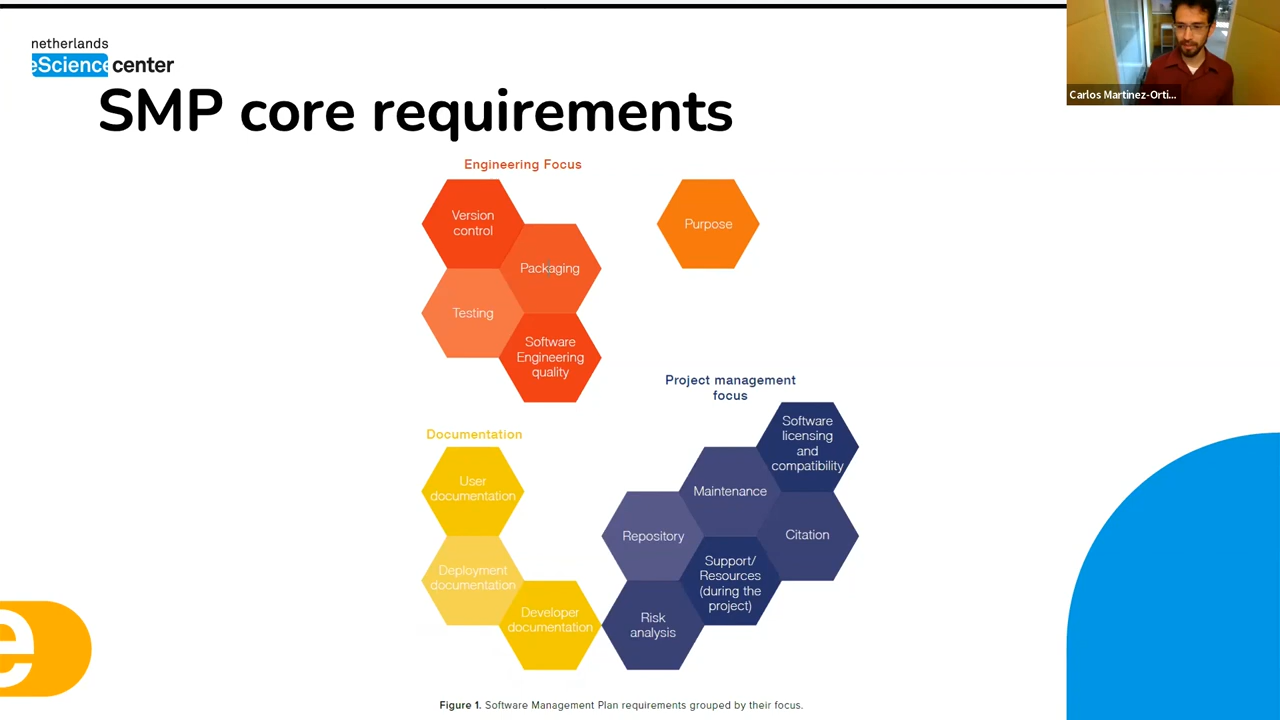 netherlands
eScience center
Carlos Martinez-Orti...
SMP core requirements
Engineering Focus
Version
control
Packaging
Testing
Software
Engineering
quality
Purpose
Project management
focus
Software
licensing
and
compatibility
Maintenance
Repository
Citation
Support/
Resources
(during the
project)
Risk
analysis
Documentation
User
documentation
Deployment
documentation
Developer
documentation
e
Figure 1. Software Management Plan requirements grouped by their focus.